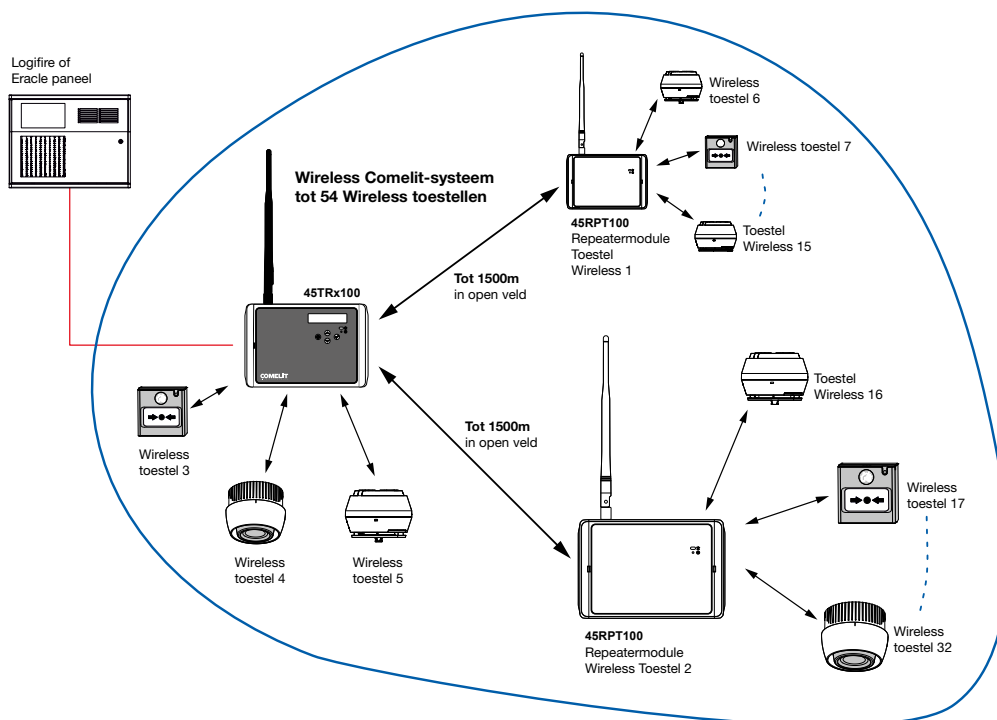 Logifire of
Eracle paneel
Wireless Comelit-systeem
tot 54 Wireless toestellen
45TRx100
COMELIT
Wireless
toestel 3
Wireless
toestel 4
Wireless
toestel 5
Tot 1500m
in open veld
45RPT100
Repeatermodule
Toestel
Wireless 1
Wireless
toestel 6
Wireless toestel 7
Toestel
Wireless 15
Tot 1500m
in open veld
45RPT100
Repeatermodule
Wireless Toestel 2
Toestel
Wireless 16
Wireless
toestel 17
Wireless
toestel 32